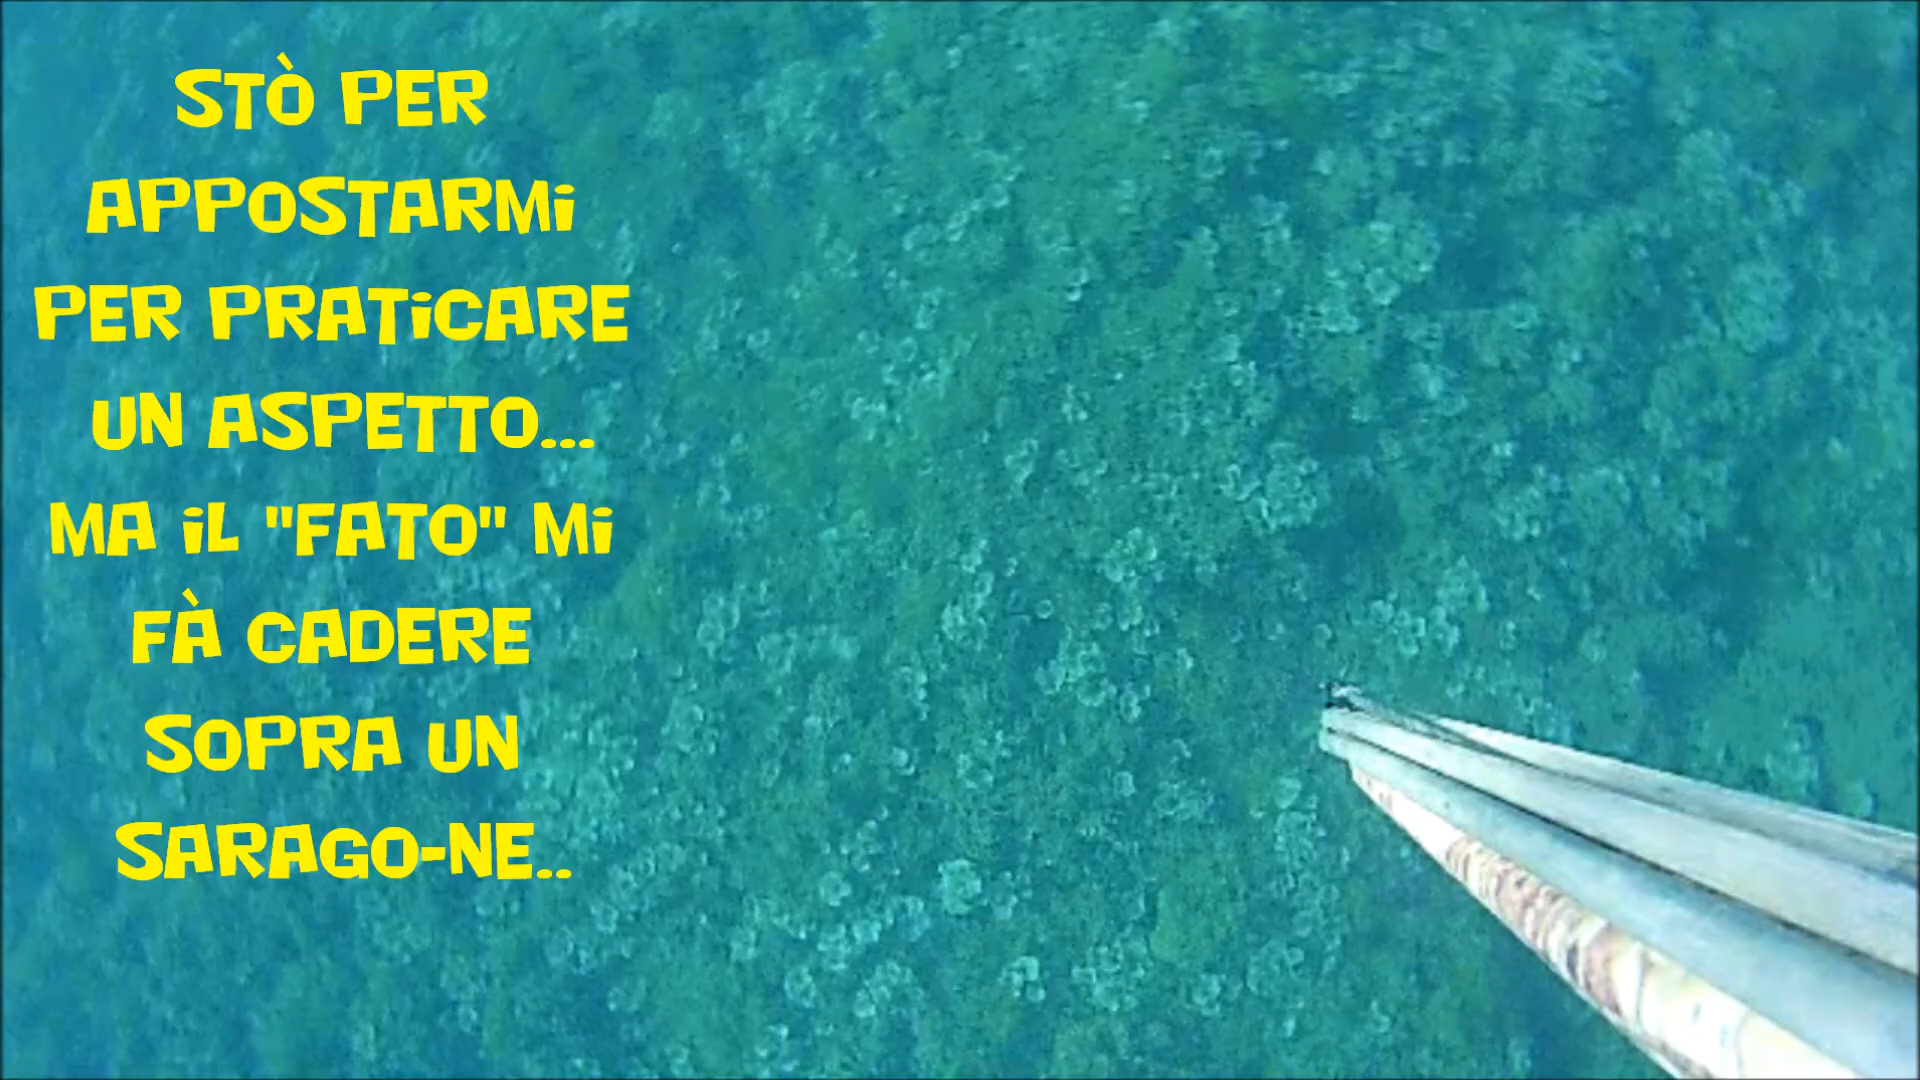 STÒ PER
APPOSTARMi
PER PRATiCARE
UN ASPETTO...
MA iL "FATO" Mi
FÀ CADERE
SOPRA UN
SARAGO-NE..